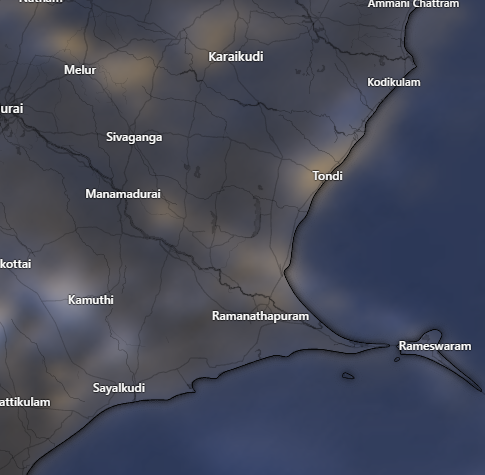 Ammani Chattram
Karaikudi
Melur
Kodikulam
urai
Sivaganga
Tondi
Manamadurai
kottai
Kamuthi
Ramanathapuram
Rameswaram
Sayalkudi
attikulam